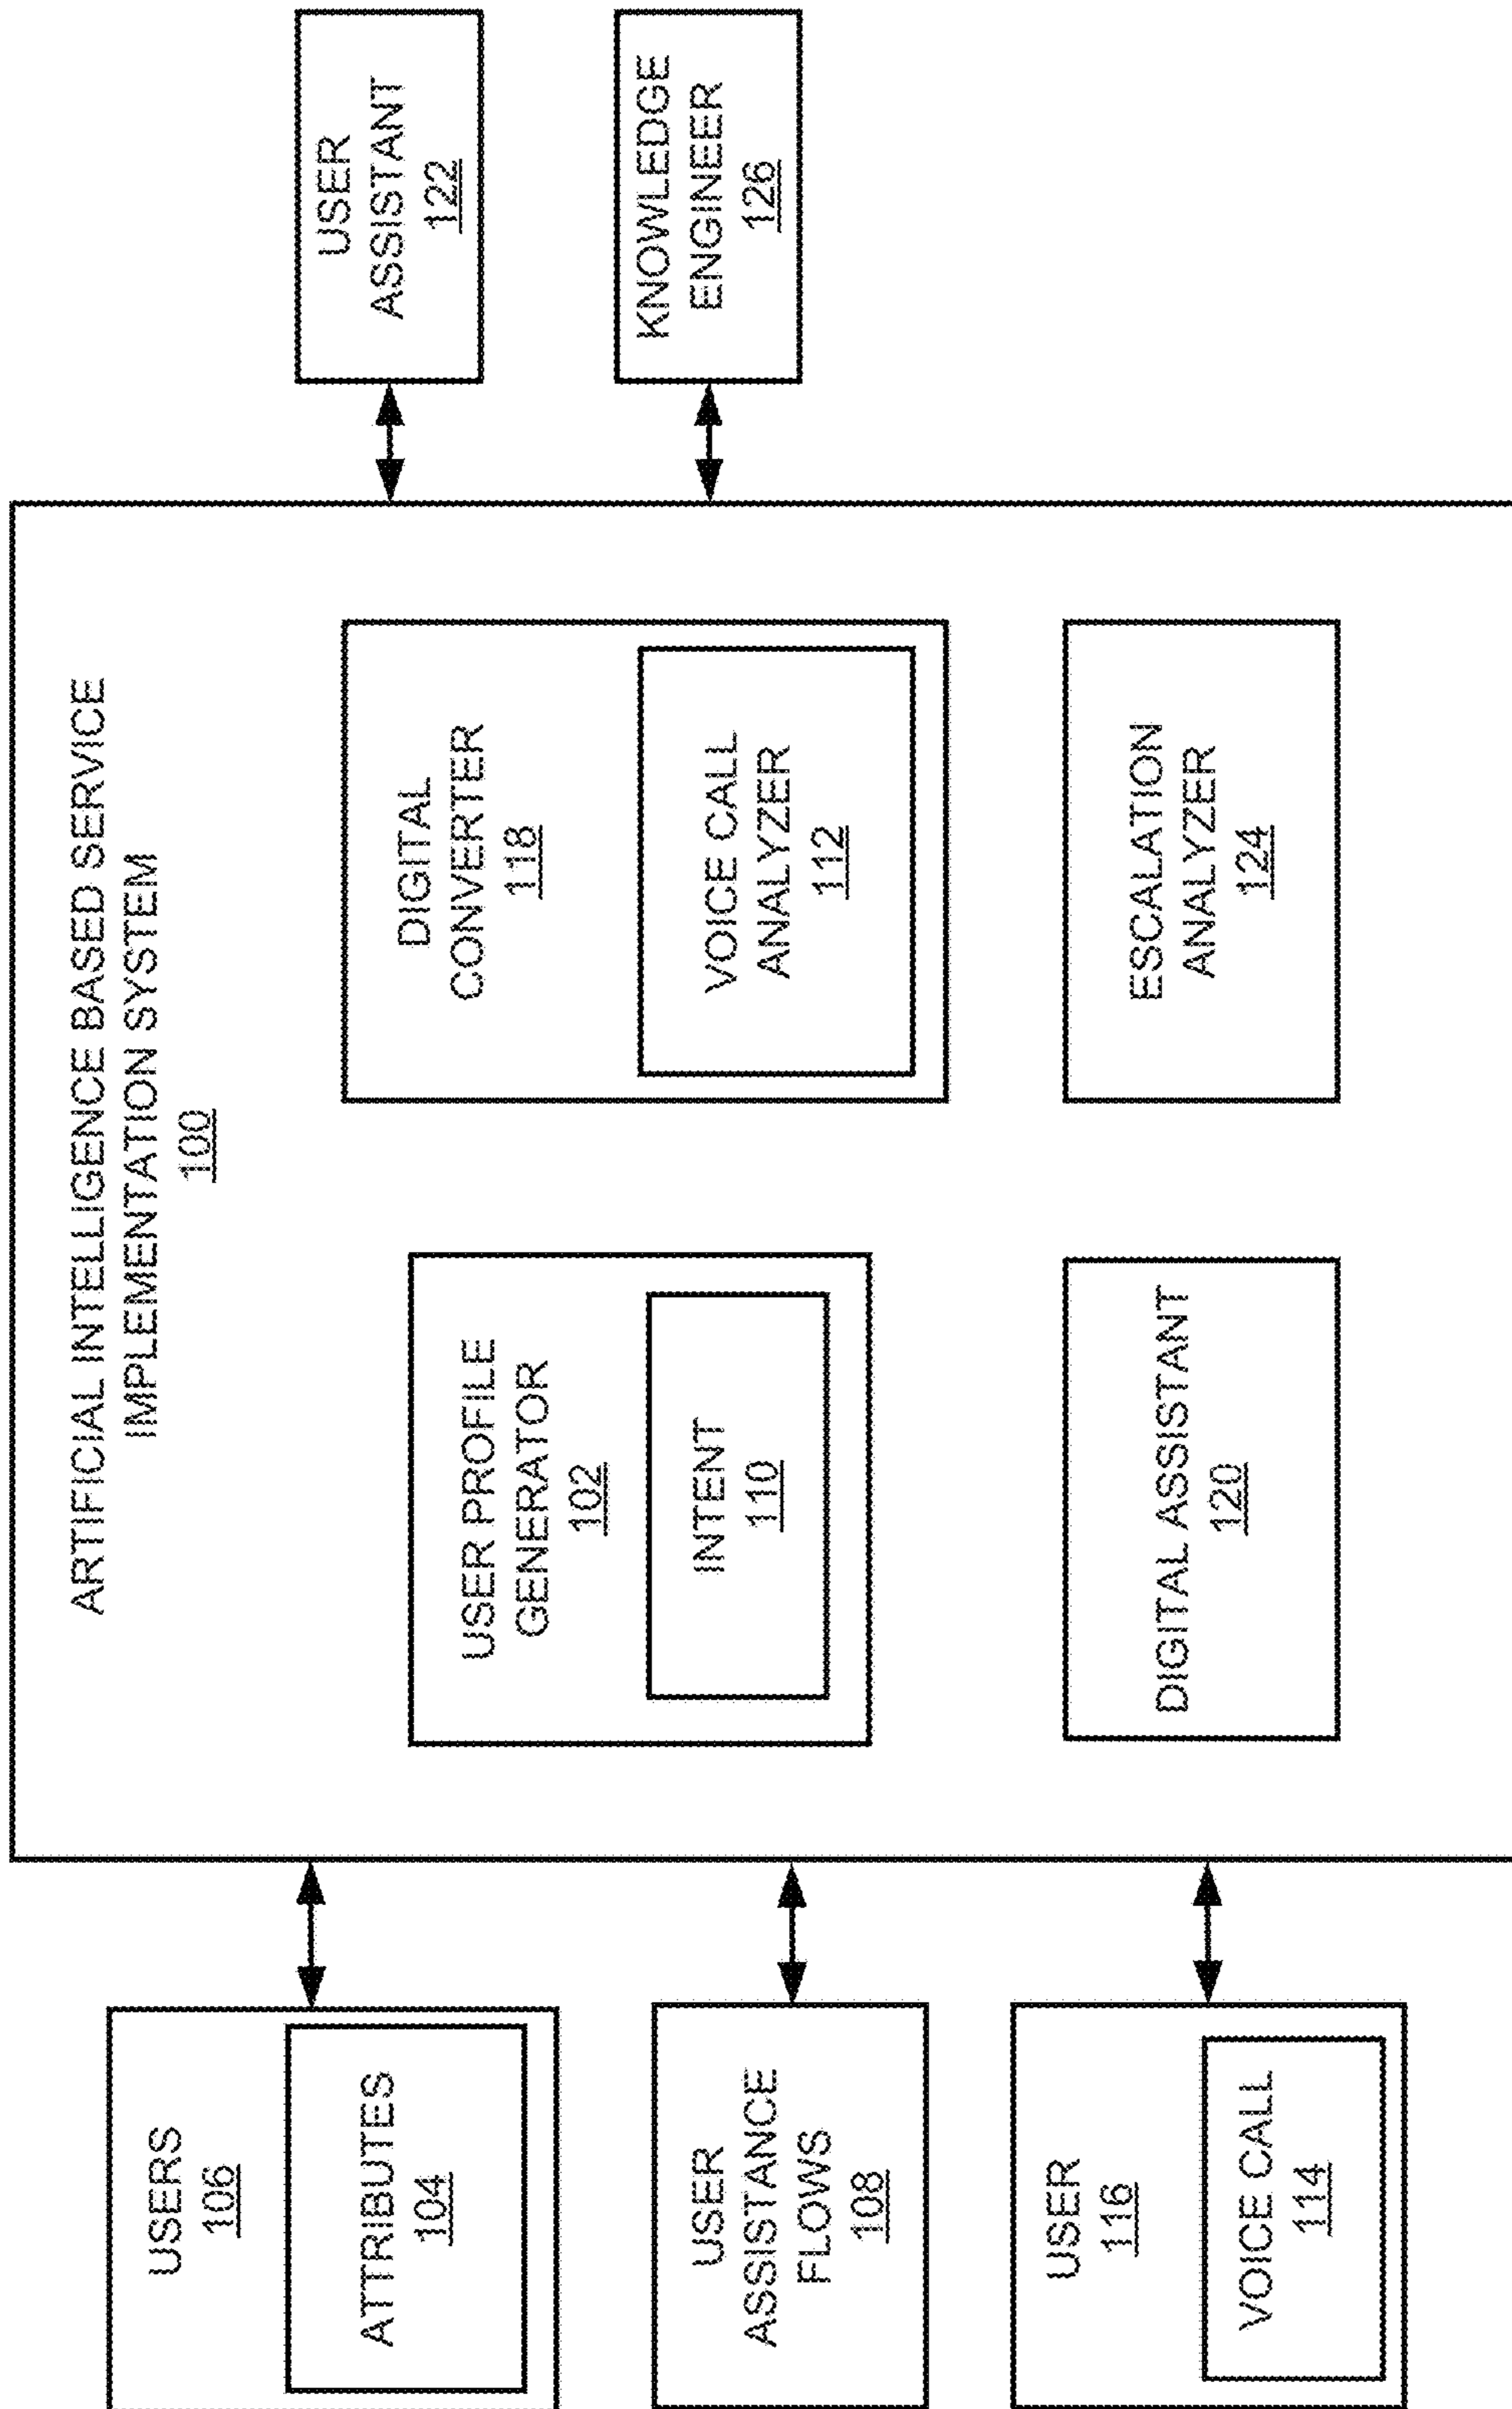 ARTIFICIAL INTELLIGENCE BASED SERVICE
IMPLEMENTATION SYSTEM
100
USERS
106
ATTRIBUTES
104
USER
ASSISTANCE
FLOWS
108
USER
116
VOICE CALL
114
USER PROFILE
GENERATOR
102
INTENT
110
DIGITAL ASSISTANT
120
DIGITAL
CONVERTER
118
VOICE CALL
ANALYZER
112
ESCALATION
ANALYZER
124
USER
ASSISTANT
122
KNOWLEDGE
ENGINEER
126